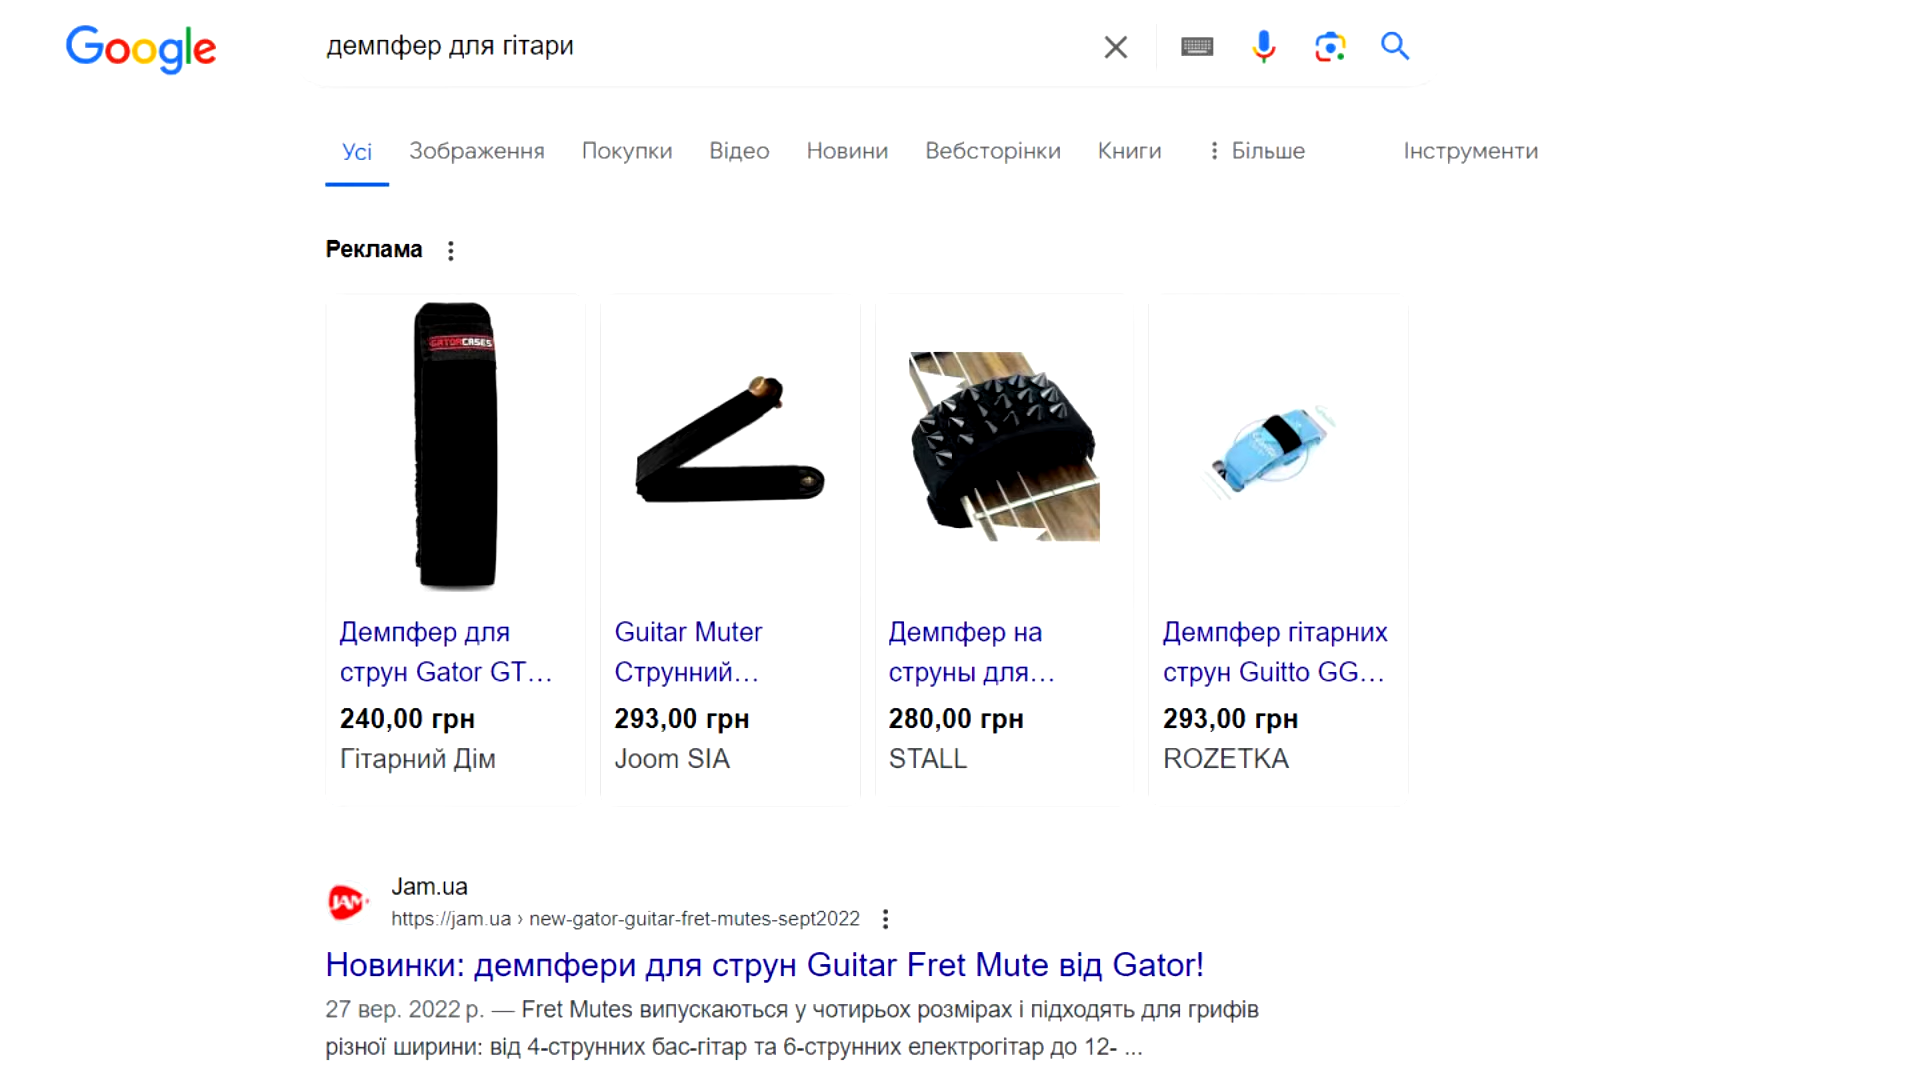 Google
демпфер для гітари
Усі Зображення Покупки Відео Новини Вебсторінки Книги Більше Інструменти
Реклама
GATORCASES
Демпфер для
струн Gator GT...
240,00 грн
Гітарний Дім
Guitar Muter
Струнний...
293,00 грн
Joom SIA
Демпфер на
струны для...
280,00 грн
STALL
Демпфер гітарних
струн Guitto GG...
293,00 грн
ROZETKA
JAM
Jam.ua
https://jam.ua › new-gator-guitar-fret-mutes-sept2022
Новинки: демпфери для струн Guitar Fret Mute від Gator!
27 вер. 2022 р. — Fret Mutes випускаються у чотирьох розмірах і підходять для грифів
різної ширини: від 4-струнних бас-гітар та 6-струнних електрогітар до 12- ...